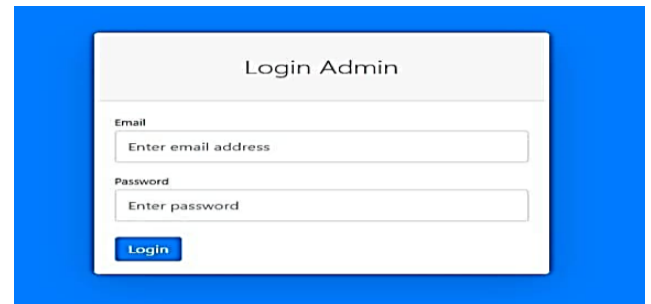 Login Admin
Email
Enter email address
Password
Enter password
Login